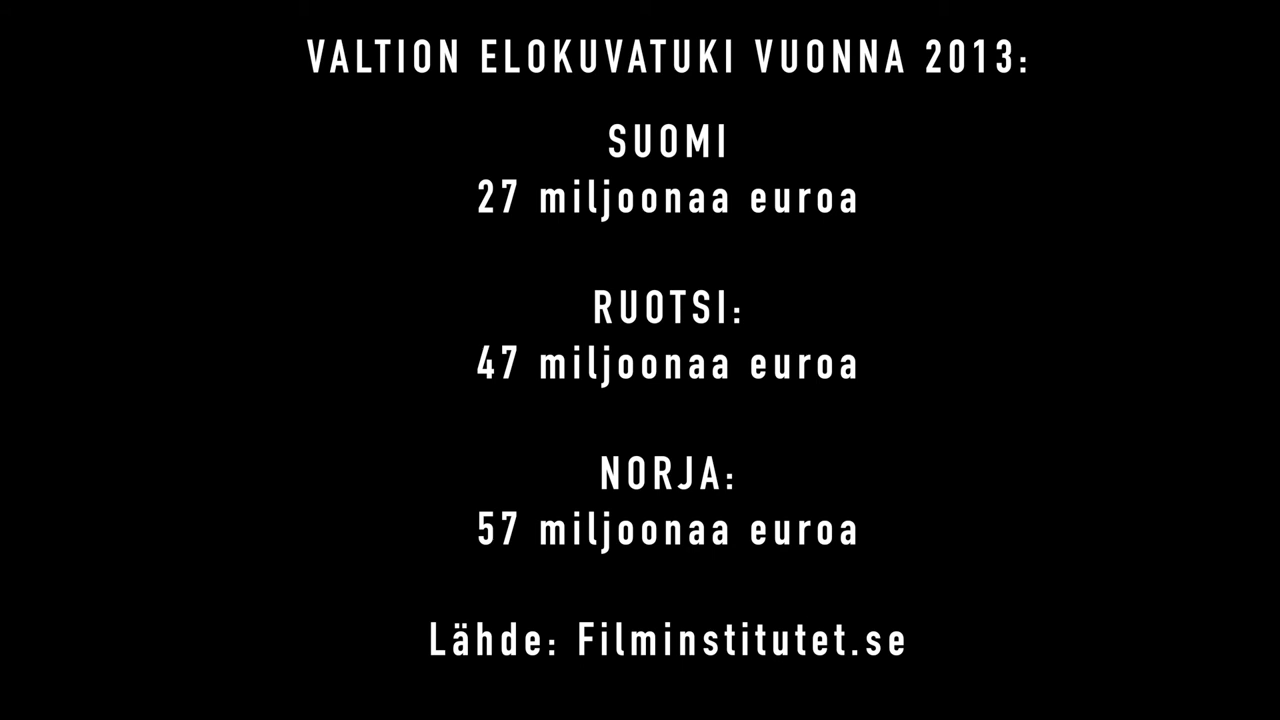 VALTION ELOKUVATUKI VUONNA 2013:
SUOMI
27 miljoonaa euroa
RUOTSI:
47 miljoonaa euroa
NORJA:
57 miljoonaa euroa
Lähde: Filminstitutet.se